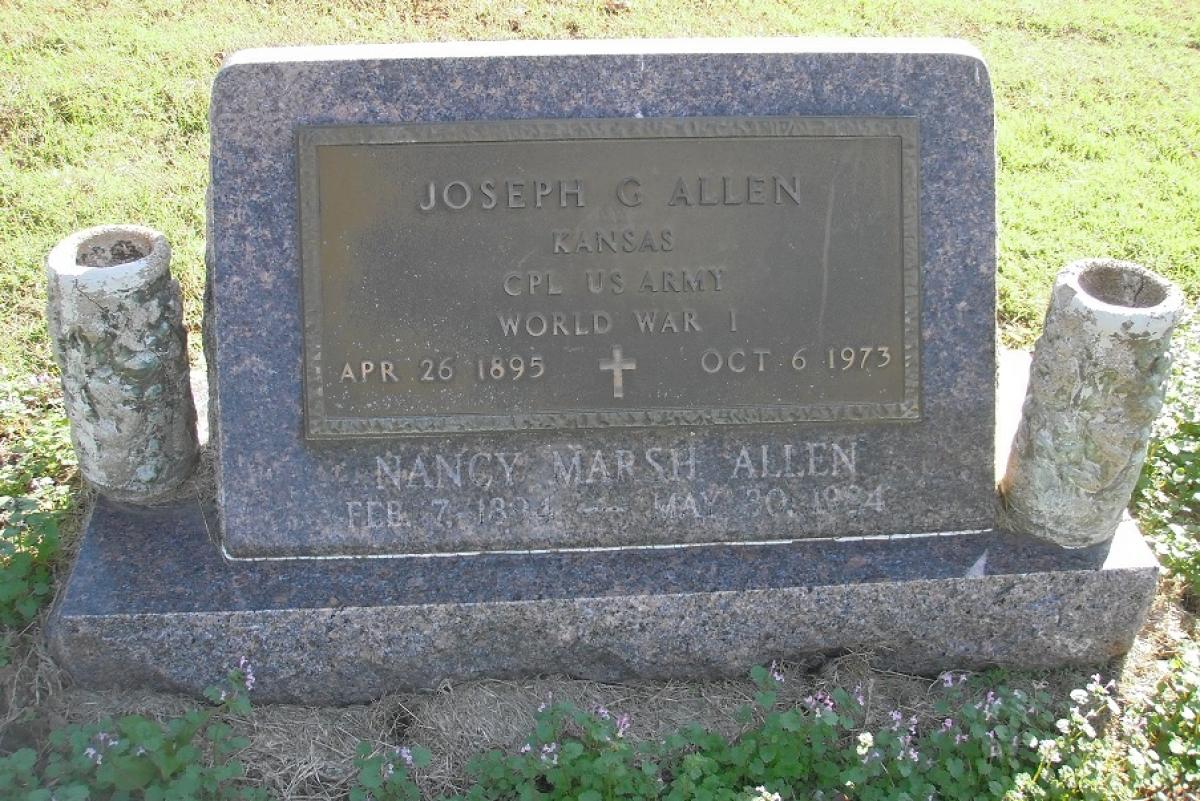 JOSEPH G ALLEN
KANSAS
CPL US ARMY
WORLD WAR I
APR 26 1895 OCT 6 1973
NANCY MARSH ALLEN
FEB. 7, 1894 — MAY 30, 1994